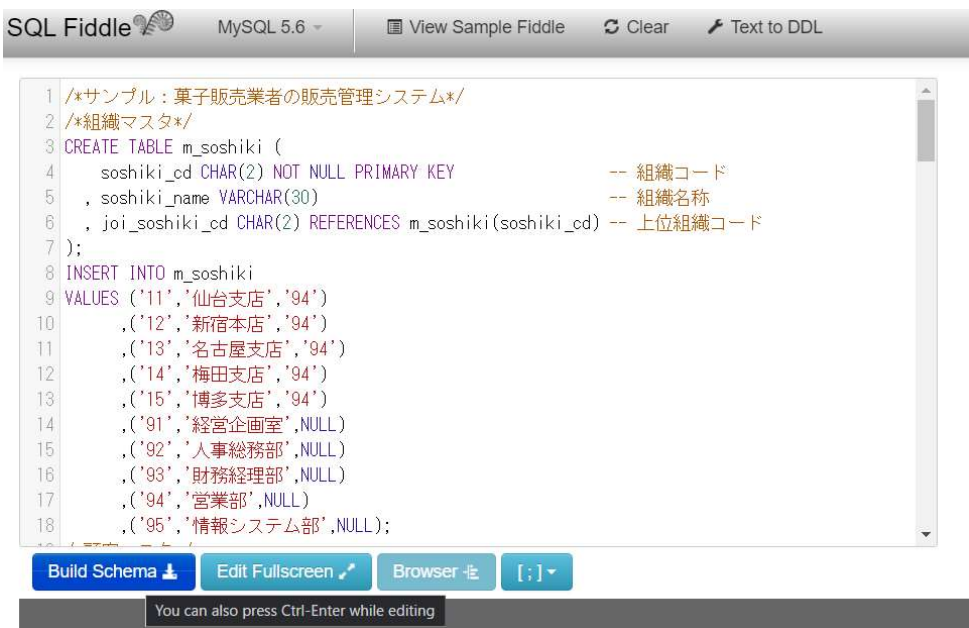 SQL Fiddle MySQL 5.6 View Sample Fiddle Clear Text to DDL
1 /*サンプル：菓子販売業者の販売管理システム*/
2 /*組織マスタ*/
3 CREATE TABLE m_soshiki (
4 soshiki_cd CHAR(2) NOT NULL PRIMARY KEY -- 組織コード
5 , soshiki_name VARCHAR(30) -- 組織名称
6 , joi_soshiki_cd CHAR(2) REFERENCES m_soshiki(soshiki_cd) -- 上位組織コード
7 );
8 INSERT INTO m_soshiki
9 VALUES ('11','仙台支店','94')
10 ,('12','新宿本店','94')
11 ,('13','名古屋支店','94')
12 ,('14','梅田支店','94')
13 ,('15','博多支店','94')
14 ,('91','経営企画室',NULL)
15 ,('92','人事総務部',NULL)
16 ,('93','財務経理部',NULL)
17 ,('94','営業部',NULL)
18 ,('95','情報システム部',NULL);
Build Schema Edit Fullscreen Browser [ ; ]
You can also press Ctrl-Enter while editing